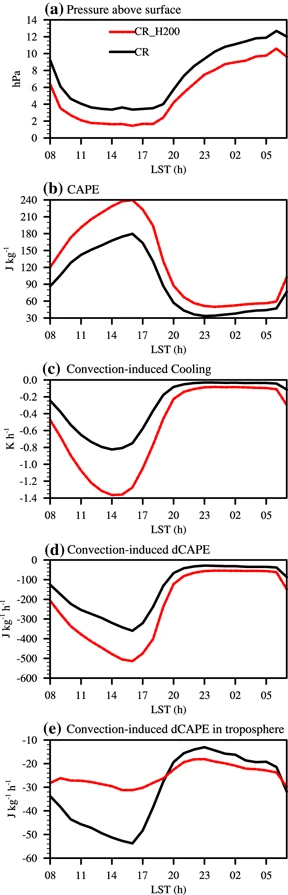 (a) Pressure above surface
14
12
10
8
6
4
2
0
hPa
CR_H200
CR
08 11 14 17 20 23 02 05
LST (h)
(b) CAPE
240
210
180
150
120
90
60
30
J kg-1
08 11 14 17 20 23 02 05
LST (h)
(c) Convection-induced Cooling
0.0
-0.2
-0.4
-0.6
-0.8
-1.0
-1.2
-1.4
K h-1
08 11 14 17 20 23 02 05
LST (h)
(d) Convection-induced dCAPE
0
-100
-200
-300
-400
-500
-600
J kg-1 h-1
08 11 14 17 20 23 02 05
LST (h)
(e) Convection-induced dCAPE in troposphere
-10
-20
-30
-40
-50
-60
J kg-1 h-1
08 11 14 17 20 23 02 05
LST (h)